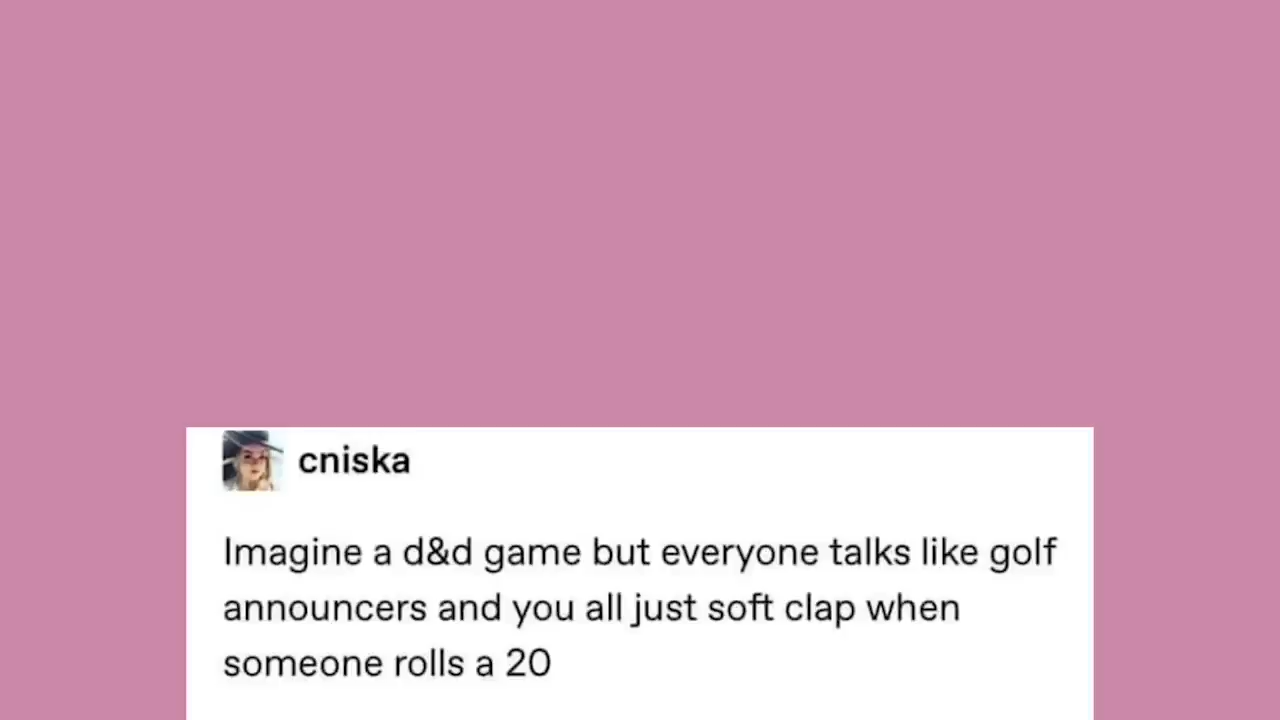 cniska
Imagine a d&d game but everyone talks like golf
announcers and you all just soft clap when
someone rolls a 20